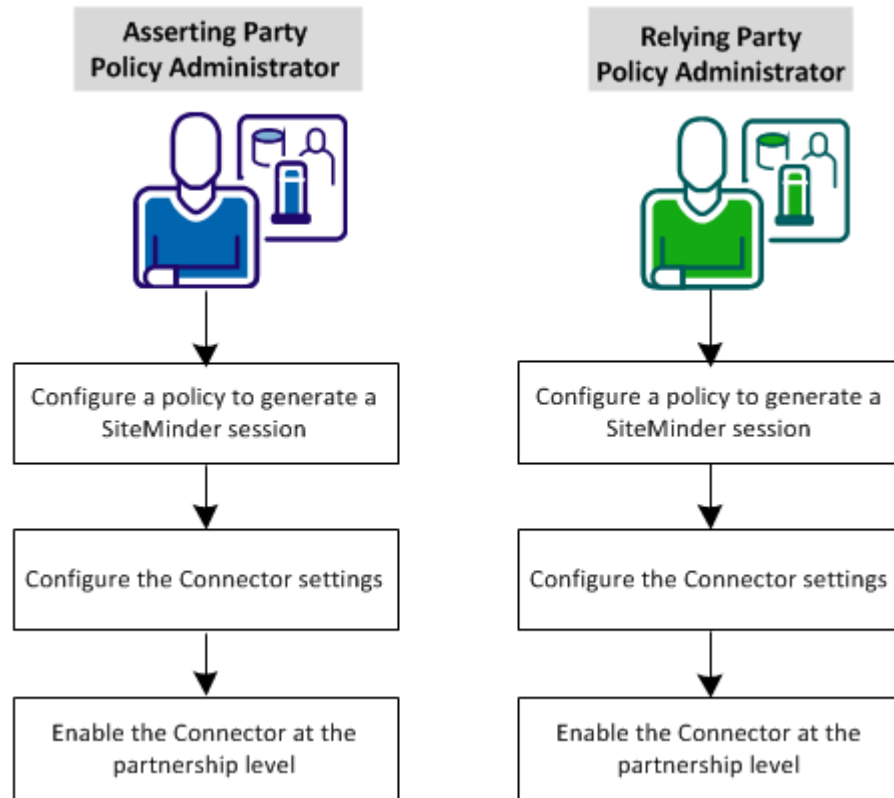 Asserting Party
Policy Administrator
Configure a policy to generate a
SiteMinder session
Configure the Connector settings
Enable the Connector at the
partnership level
Relying Party
Policy Administrator
Configure a policy to generate a
SiteMinder session
Configure the Connector settings
Enable the Connector at the
partnership level